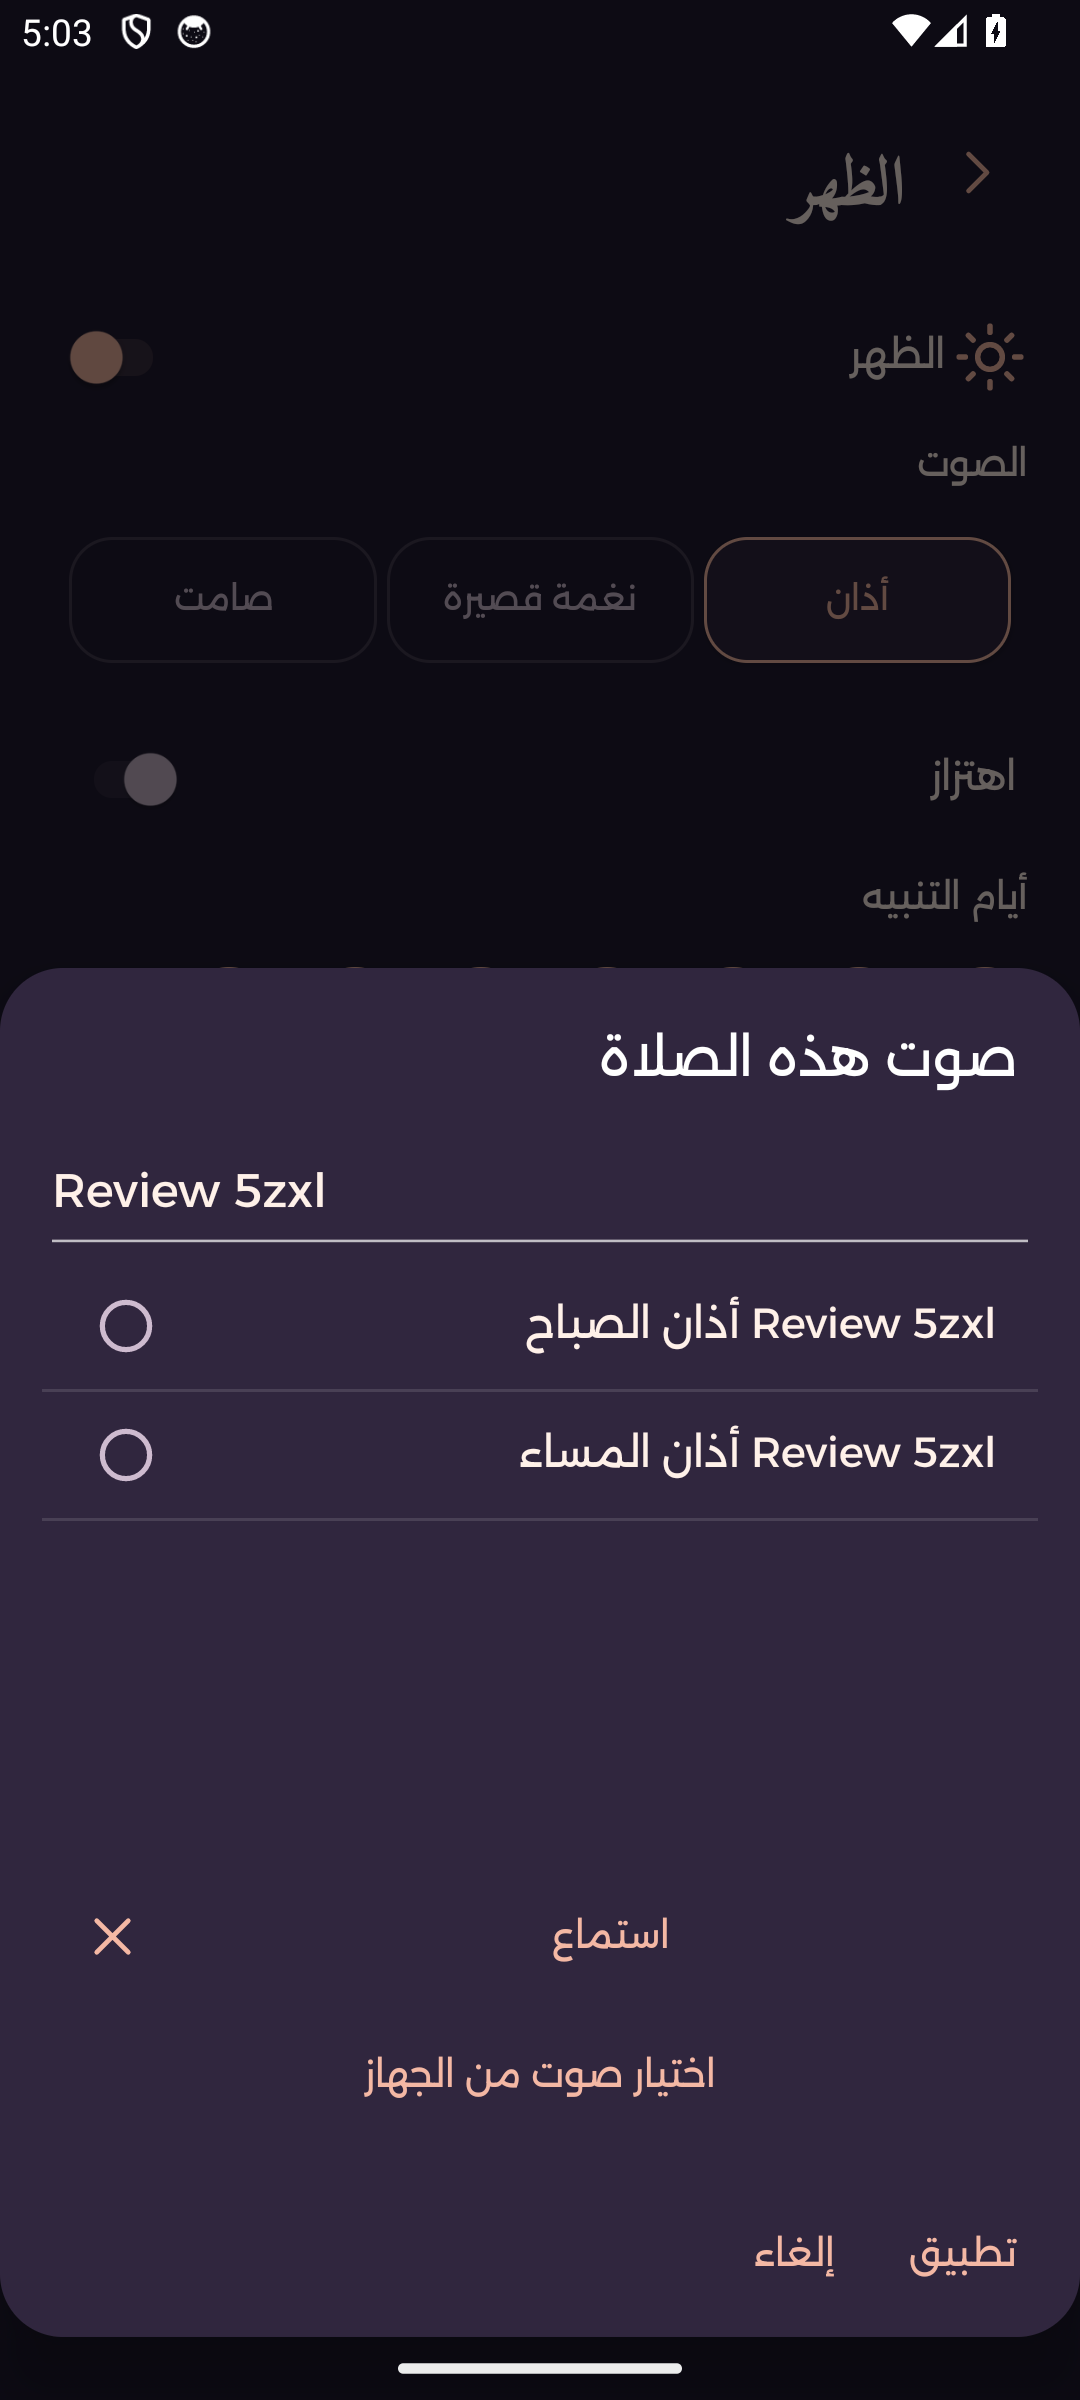 5:03
الظهر
الظهر
الصوت
أذان
نغمة قصيرة
صامت
اهتزاز
أيام التنبيه
صوت هذه الصلاة
Review 5zxl
Review 5zxl أذان الصباح
Review 5zxl أذان المساء
استماع
اختيار صوت من الجهاز
تطبيق
إلغاء